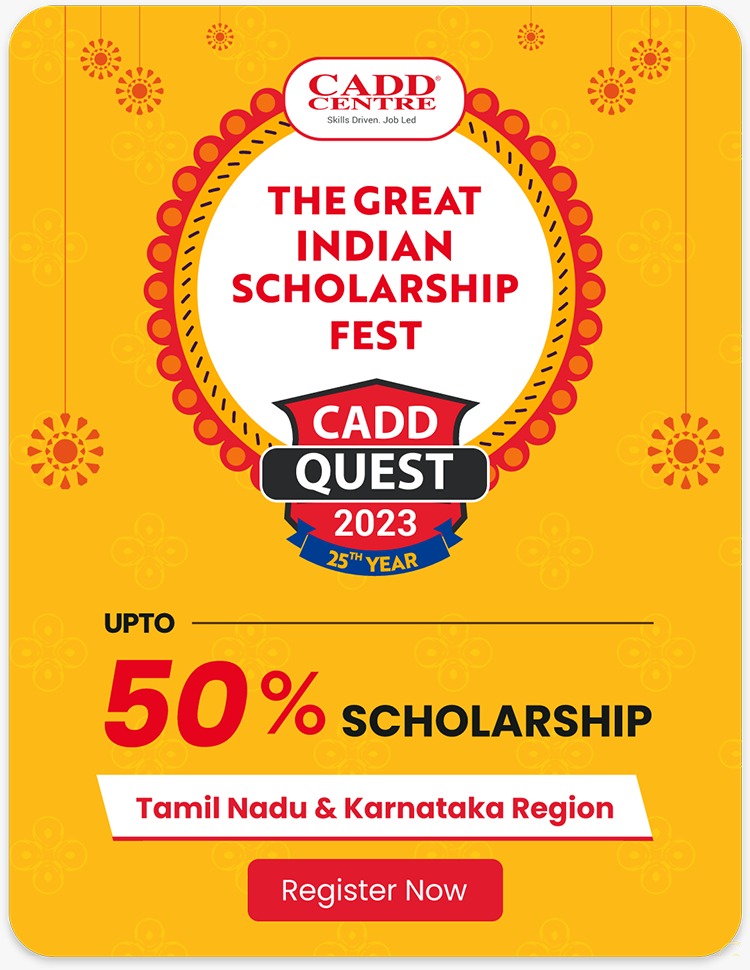 CADD®
CENTRE
Skills Driven. Job Led
THE GREAT
INDIAN
SCHOLARSHIP
FEST
CADD
QUEST
2023
25TH YEAR
UPTO
50% SCHOLARSHIP
Tamil Nadu & Karnataka Region
Register Now